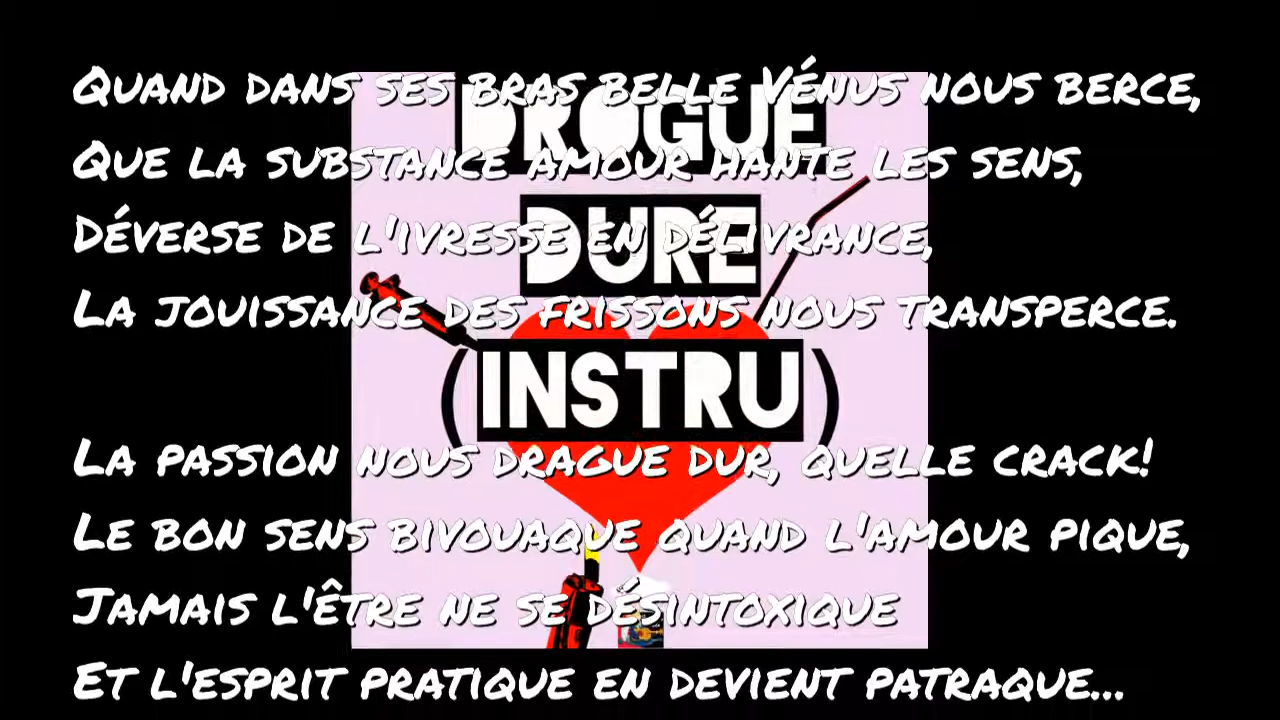 Quand dans ses bras belle Vénus nous berce,
Que la substance amour hante les sens,
Déverse de l'ivresse en délivrance,
La jouissance des frissons nous transperce.
La passion nous drague dur, quelle crack!
Le bon sens bivouaque quand l'amour pique,
Jamais l'être ne se désintoxique
Et l'esprit pratique en devient patraque...
DROGUE
DURE
(INSTRU)